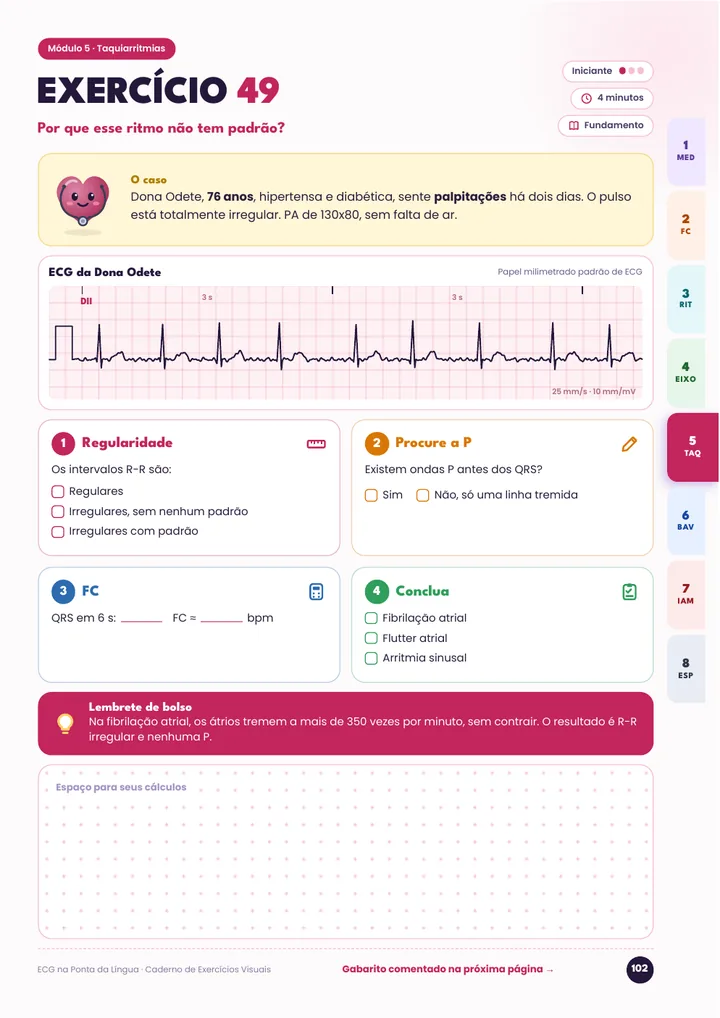 Módulo 5 · Taquiarritmias
EXERCÍCIO 49
Por que esse ritmo não tem padrão?
Iniciante
4 minutos
Fundamento
O caso
Dona Odete, 76 anos, hipertensa e diabética, sente palpitações há dois dias. O pulso
está totalmente irregular. PA de 130x80, sem falta de ar.
ECG da Dona Odete
Papel milimetrado padrão de ECG
DII
3 s
3 s
25 mm/s · 10 mm/mV
1 Regularidade
Os intervalos R-R são:
Regulares
Irregulares, sem nenhum padrão
Irregulares com padrão
2 Procure a P
Existem ondas P antes dos QRS?
Sim Não, só uma linha tremida
3 FC
QRS em 6 s: ______ FC ≈ ______ bpm
4 Conclua
Fibrilação atrial
Flutter atrial
Arritmia sinusal
Lembrete de bolso
Na fibrilação atrial, os átrios tremem a mais de 350 vezes por minuto, sem contrair. O resultado é R-R
irregular e nenhuma P.
Espaço para seus cálculos
ECG na Ponta da Língua · Caderno de Exercícios Visuais
Gabarito comentado na próxima página →
102
1
MED
2
FC
3
RIT
4
EIXO
5
TAQ
6
BAV
7
IAM
8
ESP